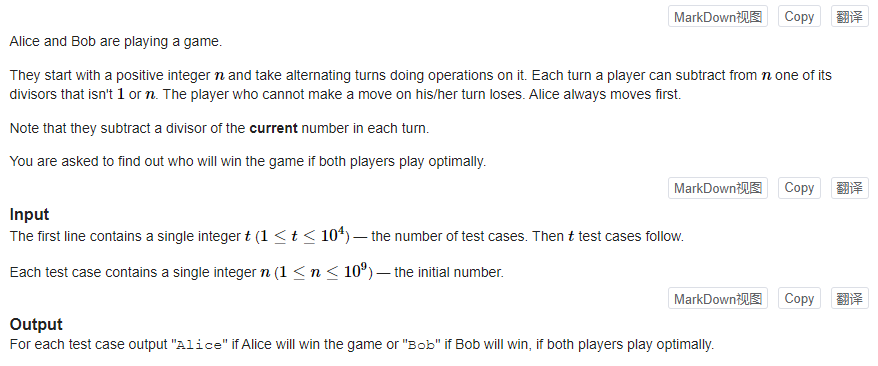 MarkDown视图 Copy 翻译
Alice and Bob are playing a game.
They start with a positive integer n and take alternating turns doing operations on it. Each turn a player can subtract from n one of its
divisors that isn't 1 or n. The player who cannot make a move on his/her turn loses. Alice always moves first.
Note that they subtract a divisor of the current number in each turn.
You are asked to find out who will win the game if both players play optimally.
MarkDown视图 Copy 翻译
Input
The first line contains a single integer t (1 ≤ t ≤ 10⁴) — the number of test cases. Then t test cases follow.
Each test case contains a single integer n (1 ≤ n ≤ 10⁹) — the initial number.
MarkDown视图 Copy 翻译
Output
For each test case output "Alice" if Alice will win the game or "Bob" if Bob will win, if both players play optimally.